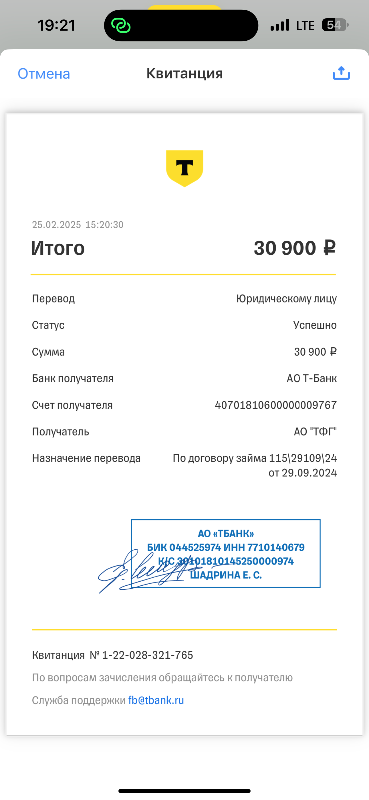 19:21
LTE 54
Отмена
Квитанция
Т
25.02.2025 15:20:30
Итого 30 900 ₽
Перевод Юридическому лицу
Статус Успешно
Сумма 30 900 ₽
Банк получателя АО Т-Банк
Счет получателя 40701810600000009767
Получатель АО "ТФГ"
Назначение перевода По договору займа 115\29109\24
от 29.09.2024
АО «ТБАНК»
БИК 044525974 ИНН 7710140679
К/С 30101810145250000974
ШАДРИНА Е. С.
Квитанция № 1-22-028-321-765
По вопросам зачисления обращайтесь к получателю
Служба поддержки fb@tbank.ru